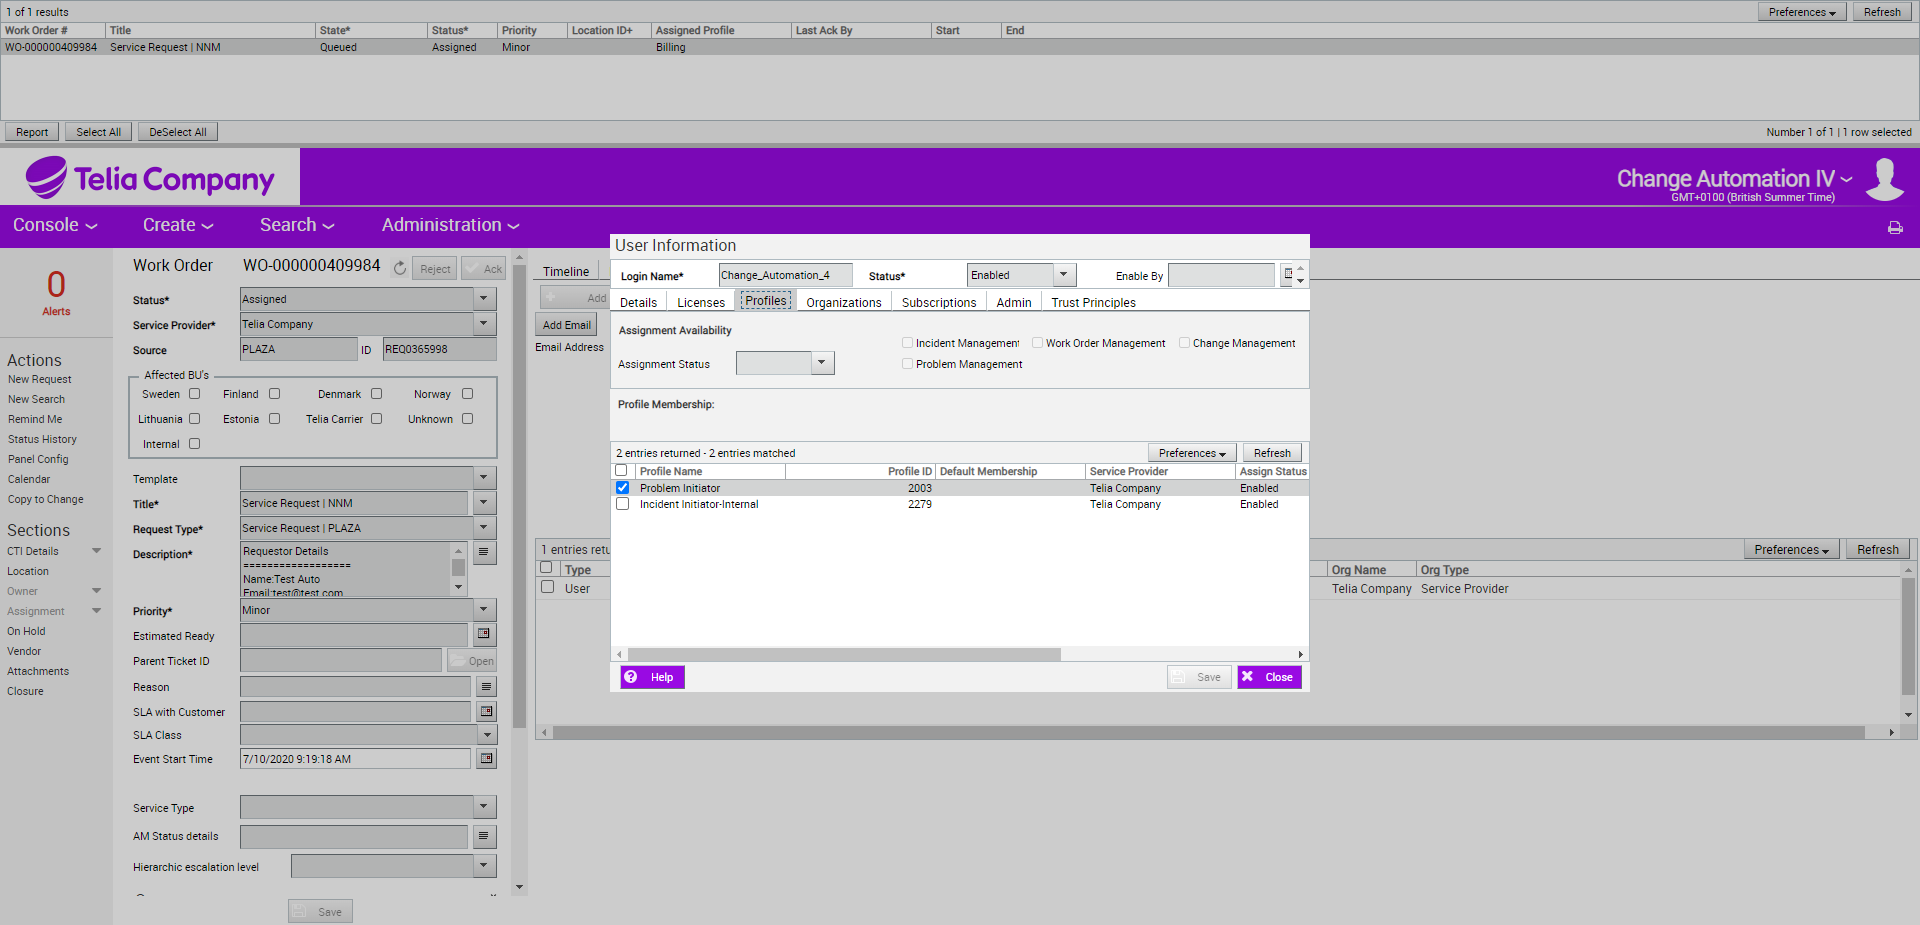 1 of 1 results
Preferences
Refresh
Work Order # Title State* Status* Priority Location ID+ Assigned Profile Last Ack By Start End
WO-000000409984 Service Request | NNM Queued Assigned Minor Billing
Report Select All DeSelect All
Number 1 of 1 | 1 row selected
Telia Company
Change Automation IV
GMT+0100 (British Summer Time)
Console Create Search Administration
0
Alerts
Actions
New Request
New Search
Remind Me
Status History
Panel Config
Calendar
Copy to Change
Sections
CTI Details
Location
Owner
Assignment
On Hold
Vendor
Attachments
Closure
Work Order WO-000000409984 Reject Ack
Status* Assigned
Service Provider* Telia Company
Source PLAZA ID REQ0365998
Affected BU's
Sweden Finland Denmark Norway
Lithuania Estonia Telia Carrier Unknown
Internal
Template
Title* Service Request | NNM
Request Type* Service Request | PLAZA
Description* Requestor Details
==================
Name:Test Auto
Email:test@test.com
Priority* Minor
Estimated Ready
Parent Ticket ID Open
Reason
SLA with Customer
SLA Class
Event Start Time 7/10/2020 9:19:18 AM
Service Type
AM Status details
Hierarchic escalation level
Save
Timeline
Add
Add Email
Email Address
User Information
Login Name* Change_Automation_4 Status* Enabled Enable By
Details Licenses Profiles Organizations Subscriptions Admin Trust Principles
Assignment Availability
Incident Management Work Order Management Change Management
Assignment Status
Problem Management
Profile Membership:
2 entries returned - 2 entries matched Preferences Refresh
Profile Name Profile ID Default Membership Service Provider Assign Status
Problem Initiator 2003 Telia Company Enabled
Incident Initiator-Internal 2279 Telia Company Enabled
Help Save Close
1 entries retu
Preferences Refresh
Type Org Name Org Type
User Telia Company Service Provider